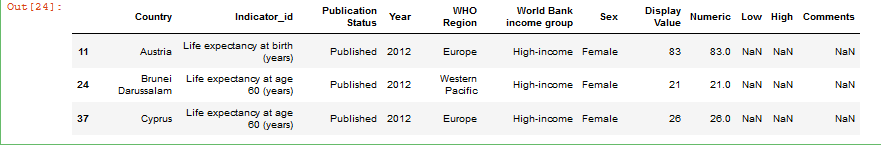 Out[24]:
Country Indicator_id Publication Status Year WHO Region World Bank income group Sex Display Value Numeric Low High Comments
11 Austria Life expectancy at birth (years) Published 2012 Europe High-income Female 83 83.0 NaN NaN NaN
24 Brunei Darussalam Life expectancy at age 60 (years) Published 2012 Western Pacific High-income Female 21 21.0 NaN NaN NaN
37 Cyprus Life expectancy at age 60 (years) Published 2012 Europe High-income Female 26 26.0 NaN NaN NaN